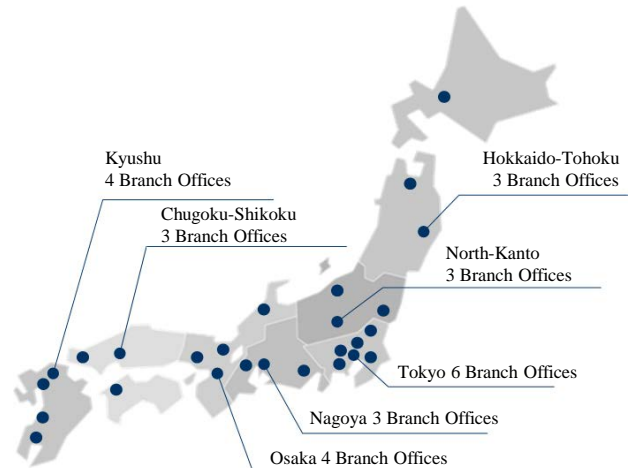 Kyushu
4 Branch Offices
Hokkaido-Tohoku
3 Branch Offices
Chugoku-Shikoku
3 Branch Offices
North-Kanto
3 Branch Offices
Tokyo 6 Branch Offices
Nagoya 3 Branch Offices
Osaka 4 Branch Offices